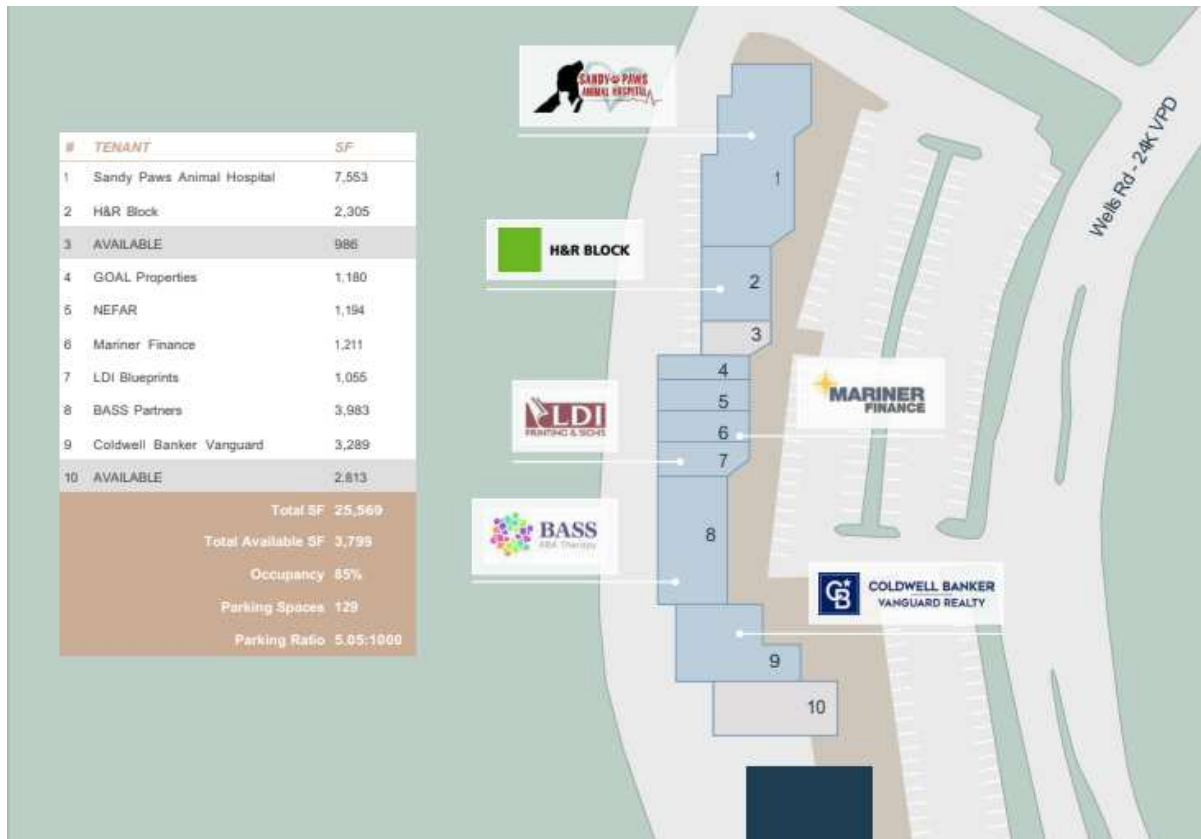 # TENANT SF
1 Sandy Paws Animal Hospital 7,553
2 H&R Block 2,305
3 AVAILABLE 986
4 GOAL Properties 1,180
5 NEFAR 1,194
6 Mariner Finance 1,211
7 LDI Blueprints 1,055
8 BASS Partners 3,983
9 Coldwell Banker Vanguard 3,289
10 AVAILABLE 2.813
Total SF 25,569
Total Available SF 3,799
Occupancy 85%
Parking Spaces 129
Parking Ratio 5.05:1000
SANDY PAWS
ANIMAL HOSPITAL
H&R BLOCK
LDI
PRINTING & SIGNS
BASS
ABA Therapy
MARINER
FINANCE
CB
COLDWELL BANKER
VANGUARD REALTY
1
2
3
4
5
6
7
8
9
10
Wells Rd - 24K VPD